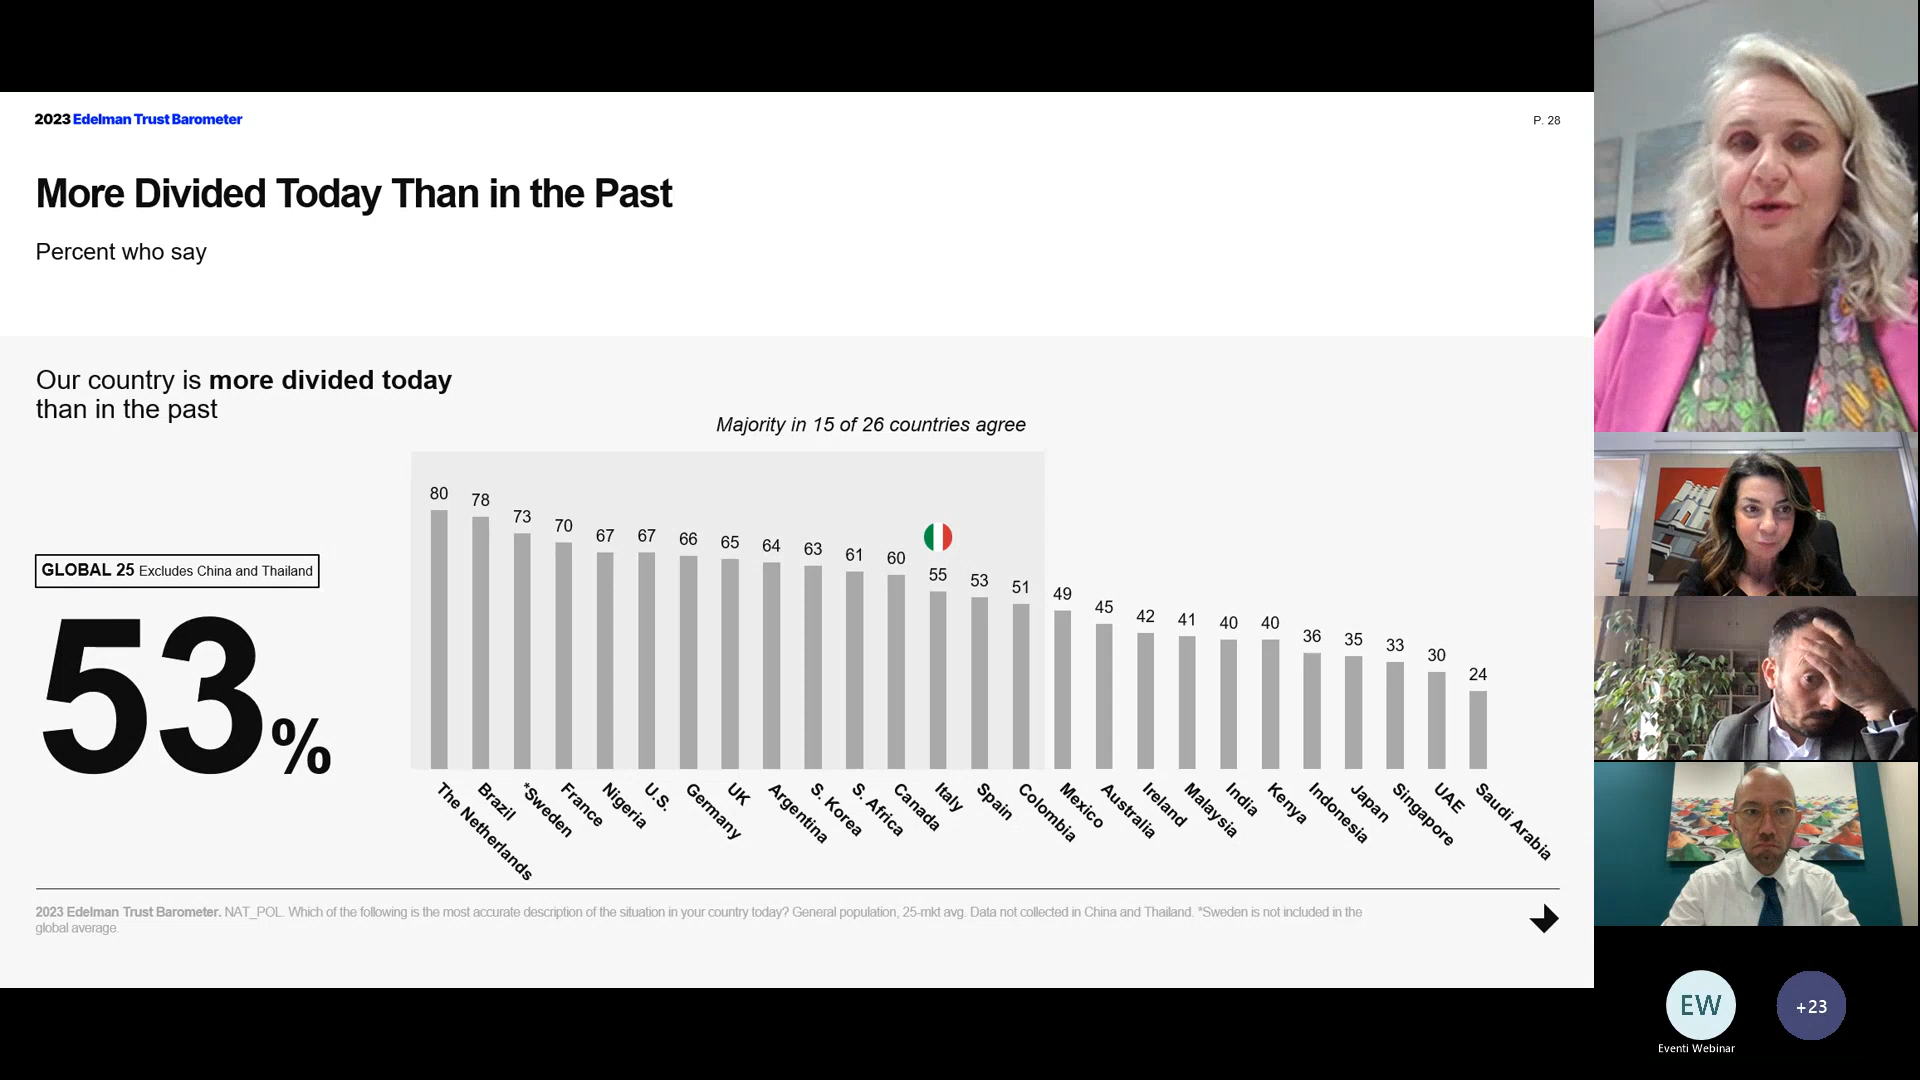 2023 Edelman Trust Barometer
P. 28
More Divided Today Than in the Past
Percent who say
Our country is more divided today
than in the past
Majority in 15 of 26 countries agree
GLOBAL 25 Excludes China and Thailand
53%
80 78 73 70 67 67 66 65 64 63 61 60 55 53 51 49 45 42 41 40 40 36 35 33 30 24
The Netherlands
Brazil
*Sweden
France
Nigeria
U.S.
Germany
UK
Argentina
S. Korea
S. Africa
Canada
Italy
Spain
Colombia
Mexico
Australia
Ireland
Malaysia
India
Kenya
Indonesia
Japan
Singapore
UAE
Saudi Arabia
2023 Edelman Trust Barometer. NAT_POL. Which of the following is the most accurate description of the situation in your country today? General population, 25-mkt avg. Data not collected in China and Thailand. *Sweden is not included in the
global average.
EW
+23
Eventi Webinar